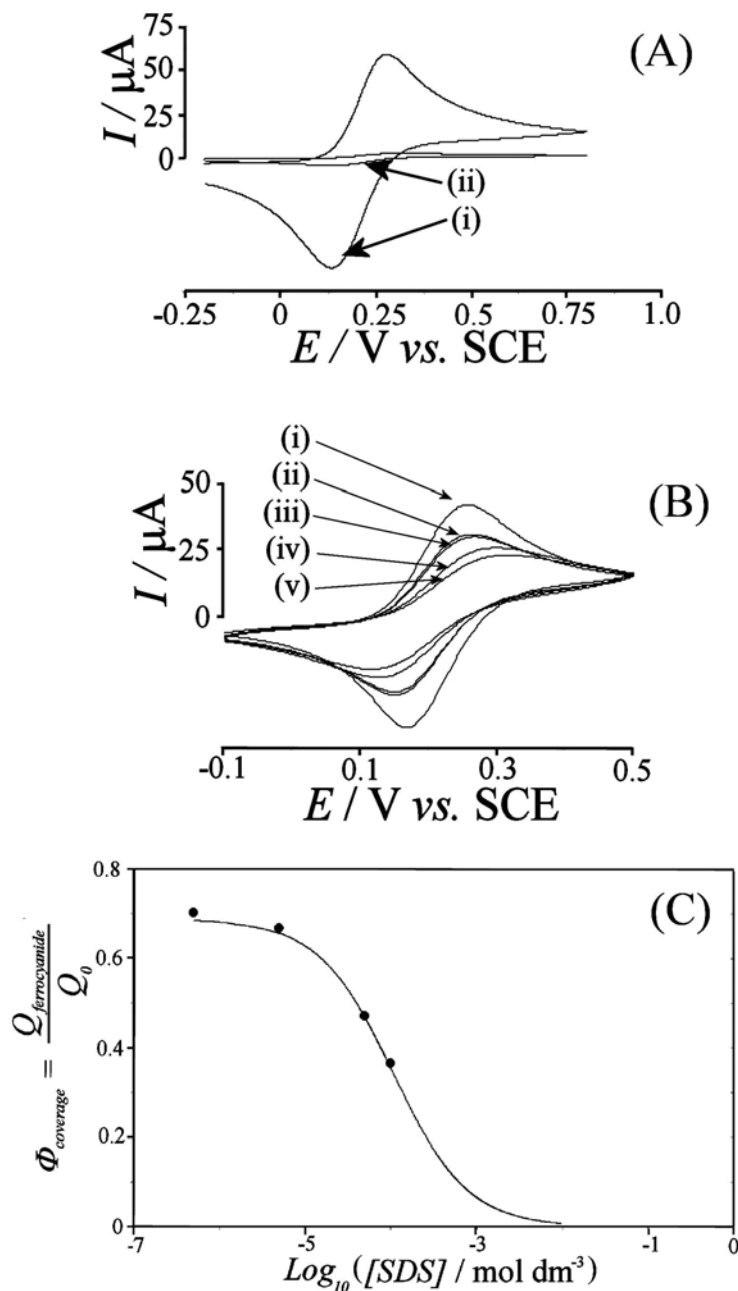 (A)
I / µA
75
50
25
0
(ii)
(i)
-0.25 0 0.25 0.5 0.75 1.0
E / V vs. SCE
(B)
(i)
(ii)
(iii)
(iv)
(v)
I / µA
50
25
0
-0.1 0.1 0.3 0.5
E / V vs. SCE
(C)
Φcoverage = Qferrocyanide / Q0
0.8
0.6
0.4
0.2
0
-7 -5 -3 -1 0
Log10([SDS] / mol dm-3)